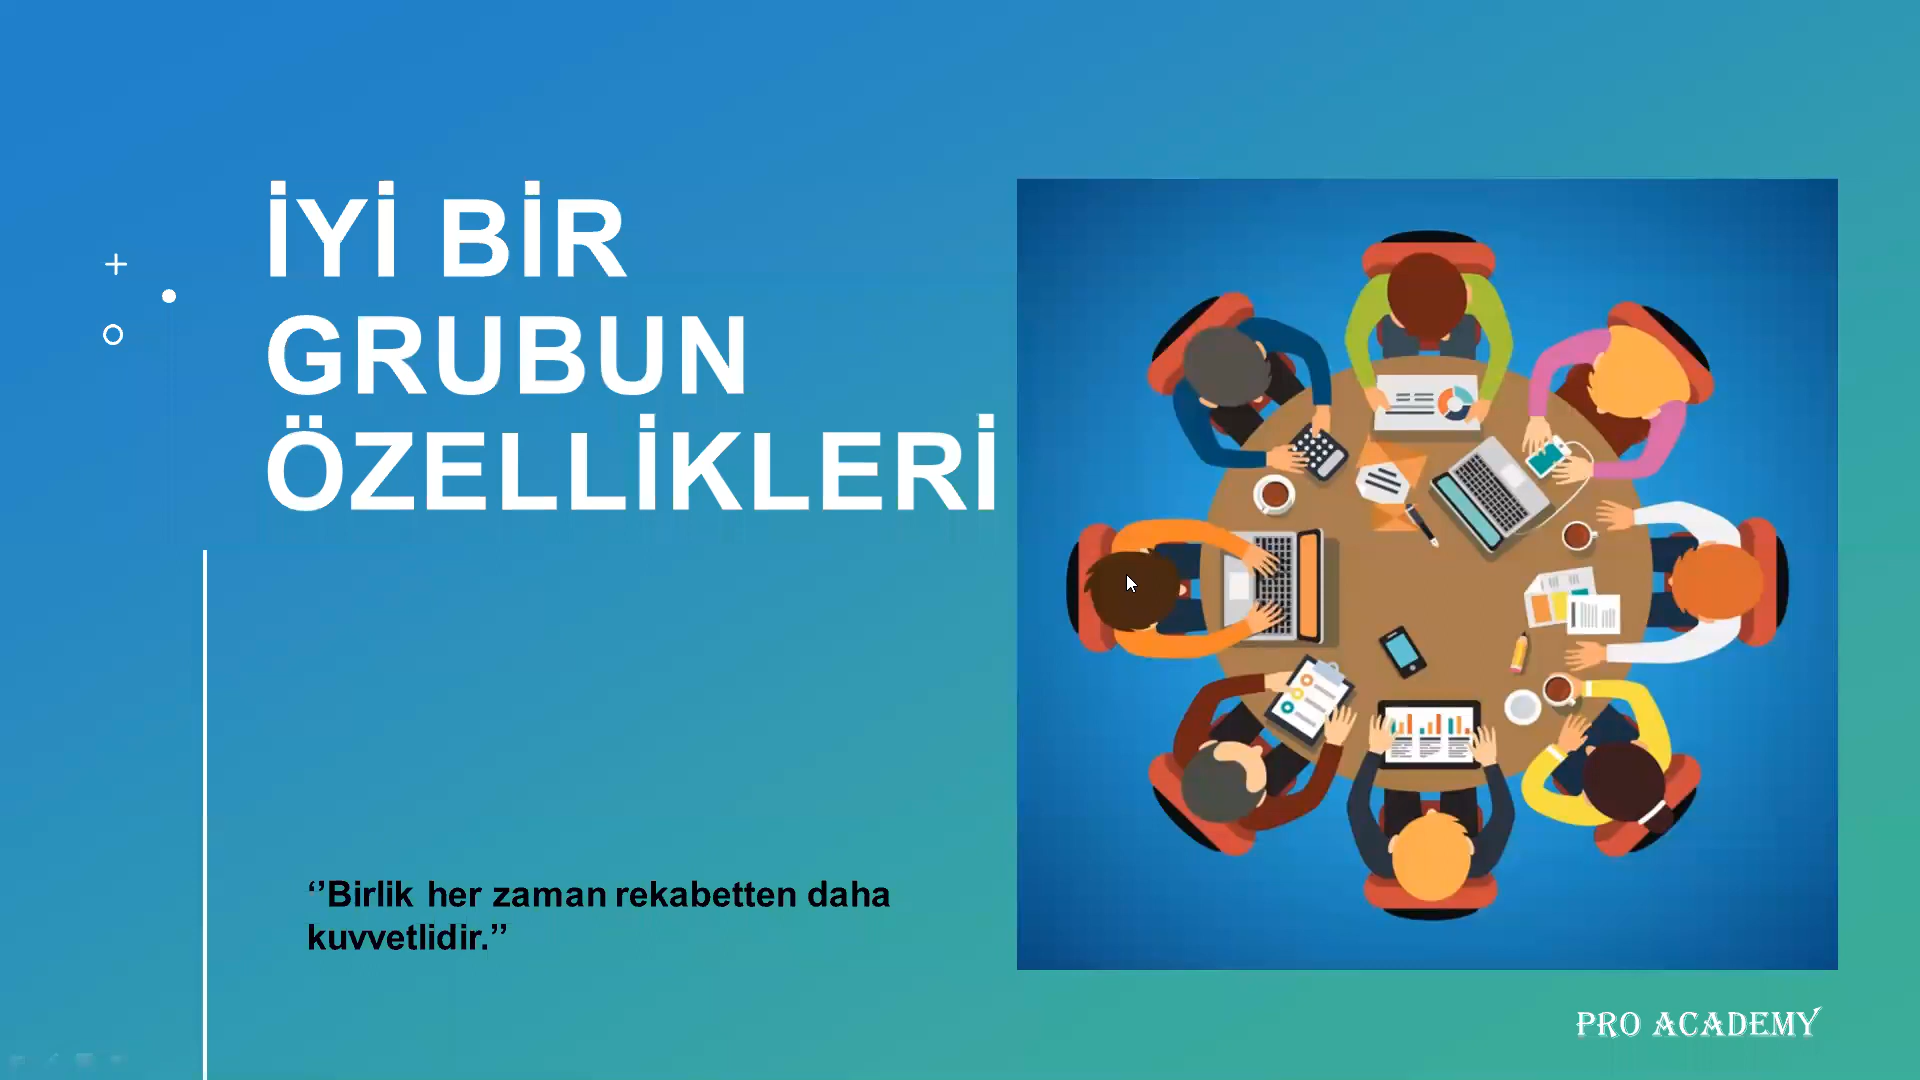 İYİ BİR
GRUBUN
ÖZELLİKLERİ
‘’Birlik her zaman rekabetten daha
kuvvetlidir.’’
PRO ACADEMY